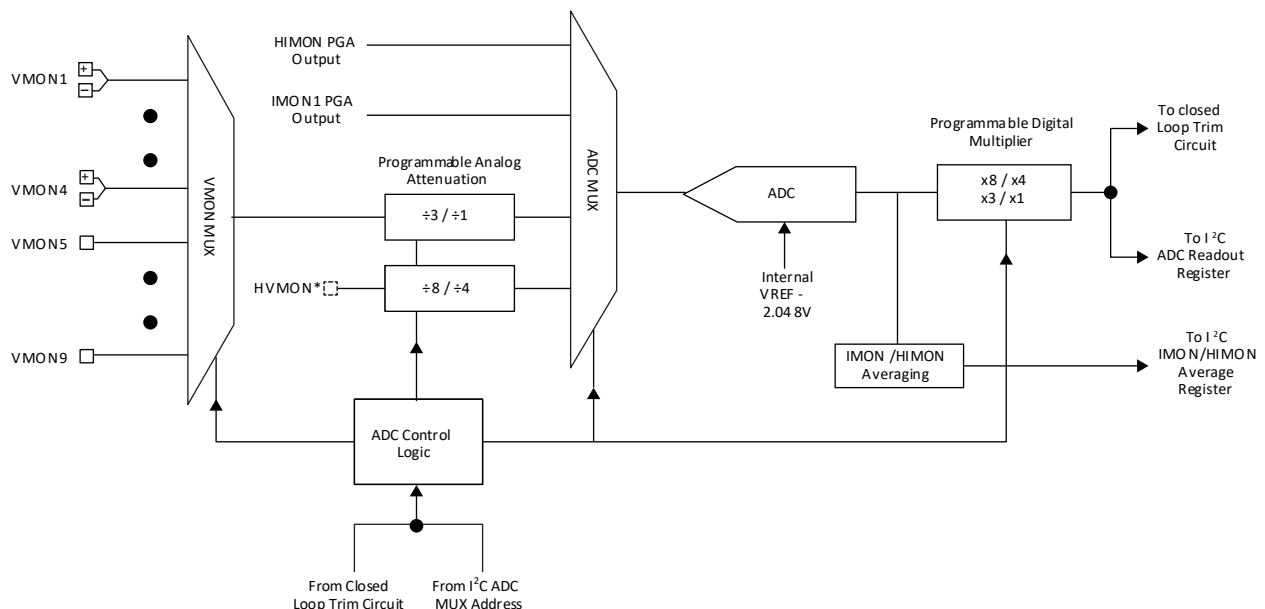 HIMON PGA
Output
VMON1
+
−
IMON1 PGA
Output
VMON4
+
−
VMON5
VMON9
VMON MUX
Programmable Analog
Attenuation
÷3 / ÷1
HVMON*
÷8 / ÷4
ADC MUX
ADC
Internal
VREF -
2.048V
Programmable Digital
Multiplier
x8 / x4
x3 / x1
To closed
Loop Trim
Circuit
To I²C
ADC Readout
Register
IMON /HIMON
Averaging
To I²C
IMON/HIMON
Average
Register
ADC Control
Logic
From Closed
Loop Trim Circuit
From I²C ADC
MUX Address